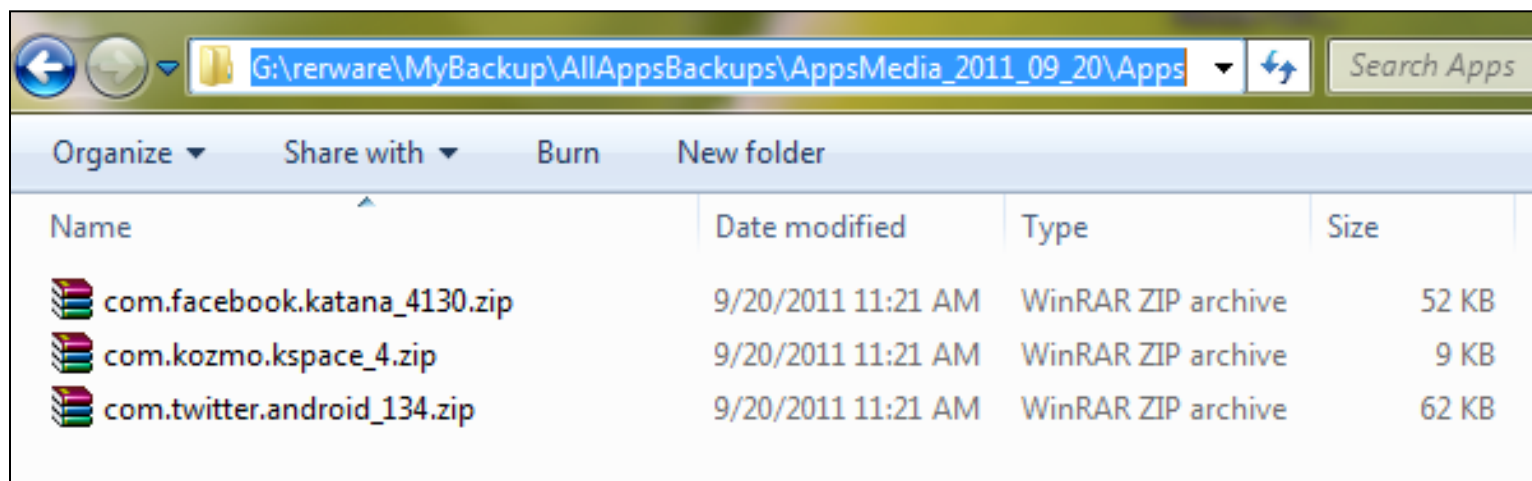 G:\rerware\MyBackup\AllAppsBackups\AppsMedia_2011_09_20\Apps Search Apps
Organize Share with Burn New folder
Name Date modified Type Size
com.facebook.katana_4130.zip 9/20/2011 11:21 AM WinRAR ZIP archive 52 KB
com.kozmo.kspace_4.zip 9/20/2011 11:21 AM WinRAR ZIP archive 9 KB
com.twitter.android_134.zip 9/20/2011 11:21 AM WinRAR ZIP archive 62 KB